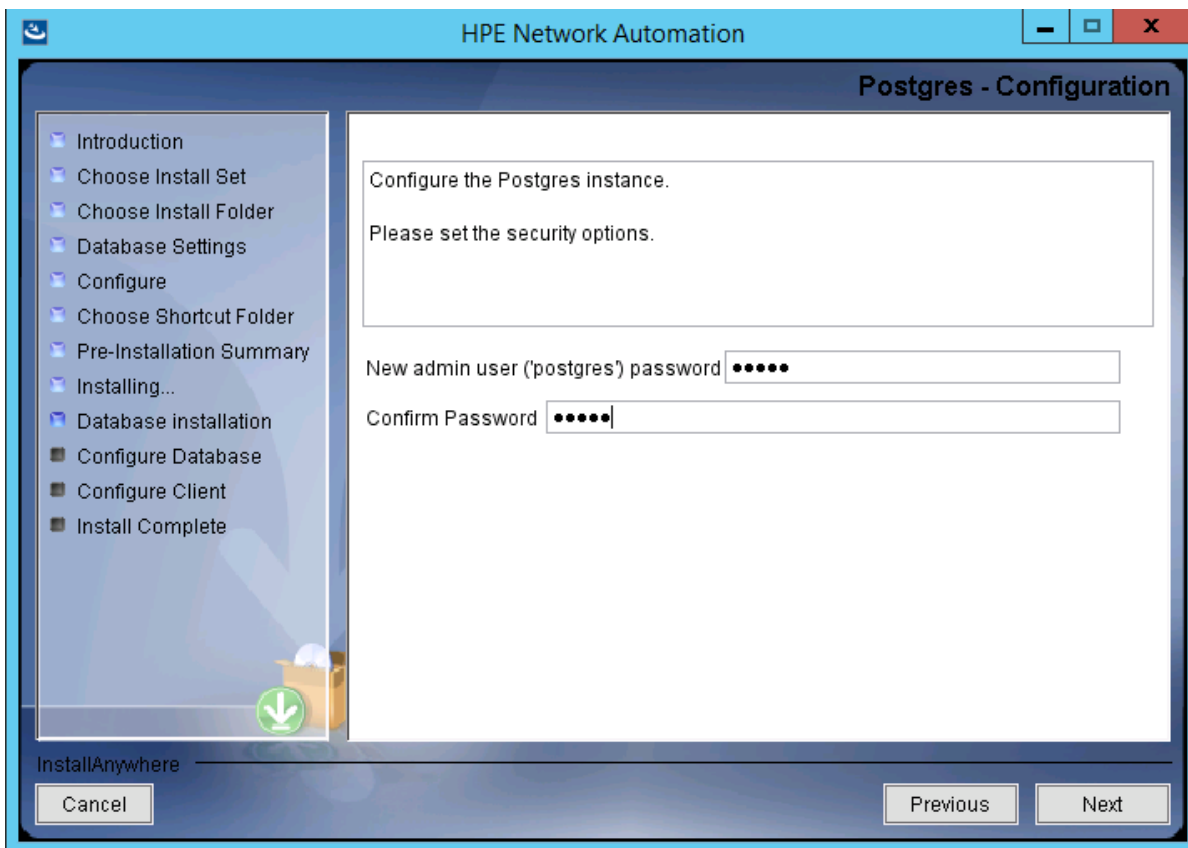 HPE Network Automation
Postgres - Configuration
Introduction
Choose Install Set
Choose Install Folder
Database Settings
Configure
Choose Shortcut Folder
Pre-Installation Summary
Installing...
Database installation
Configure Database
Configure Client
Install Complete
Configure the Postgres instance.
Please set the security options.
New admin user ('postgres') password •••••
Confirm Password •••••
InstallAnywhere
Cancel
Previous
Next